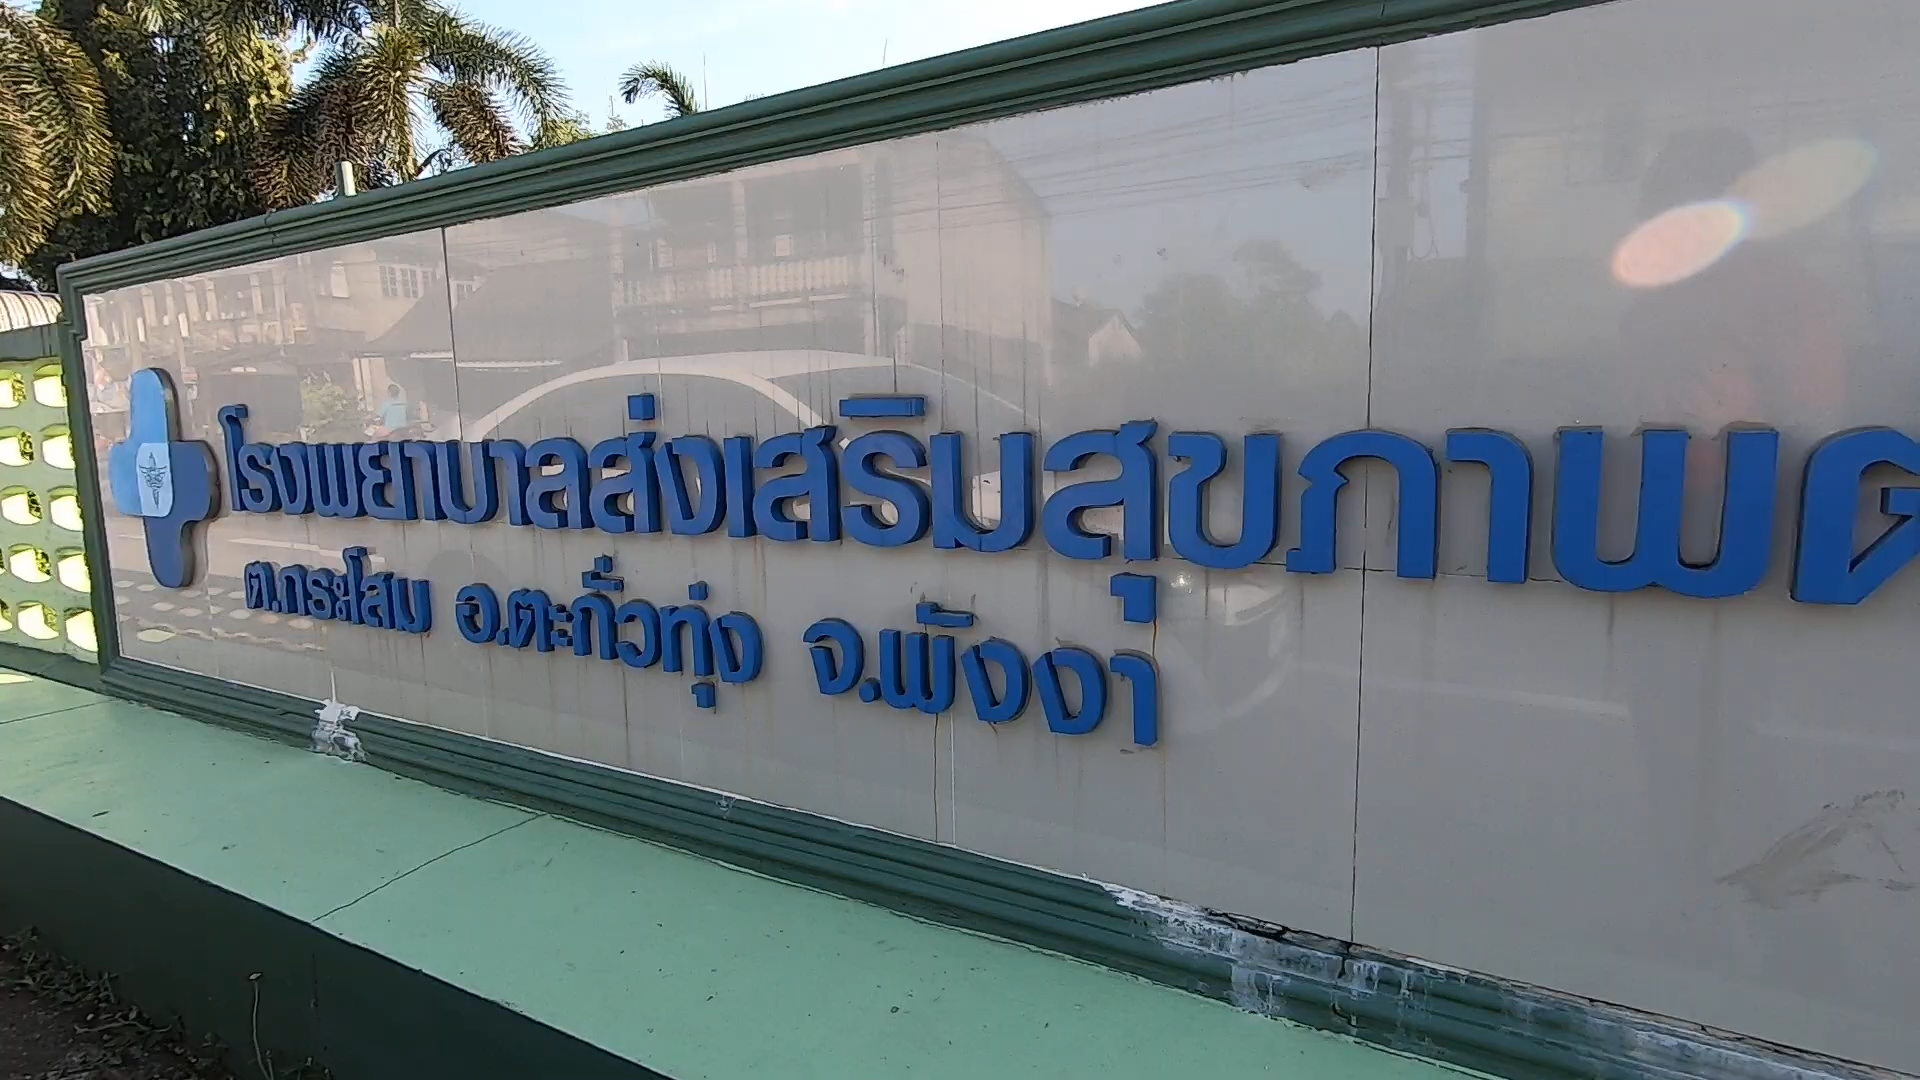 โรงพยาบาลส่งเสริมสุขภาพต
ต.กระโสม อ.ตะกั่วทุ่ง จ.พังงา